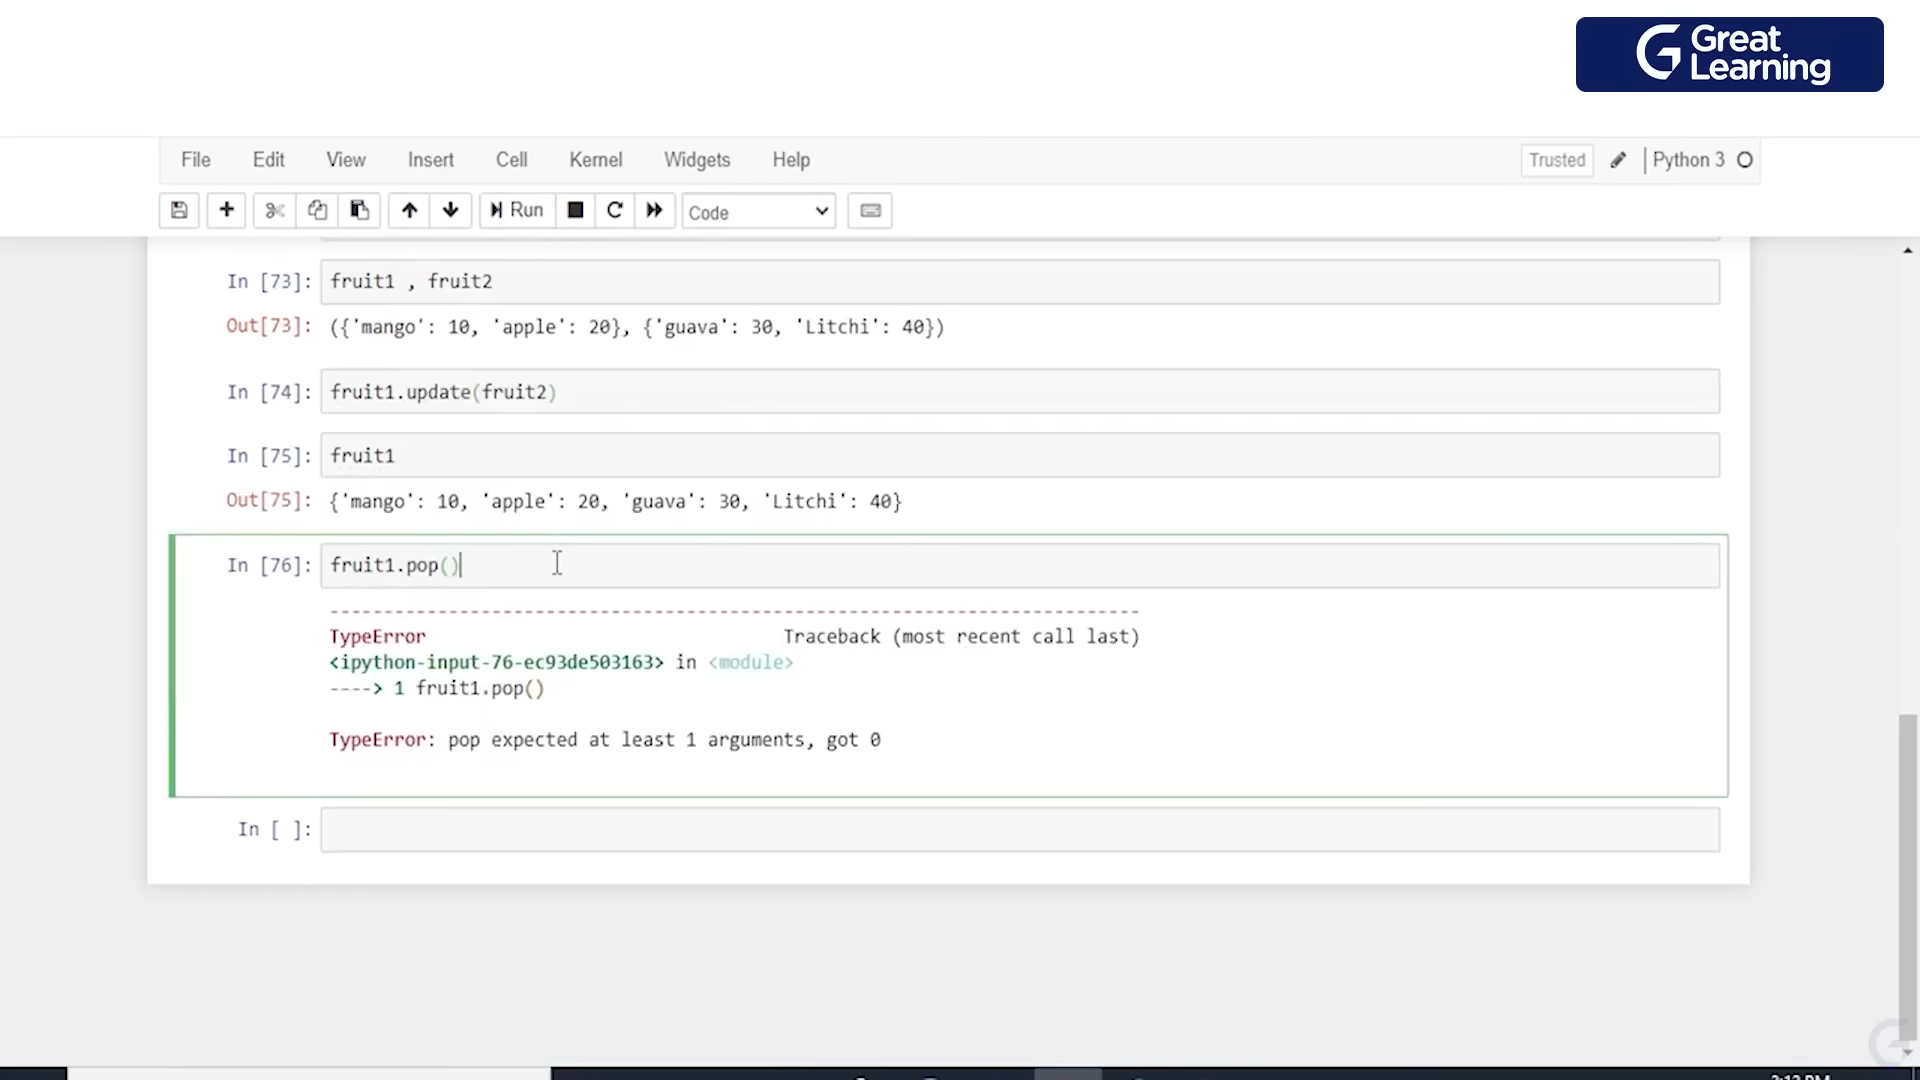 Great
Learning
File Edit View Insert Cell Kernel Widgets Help Trusted Python 3
Run Code
In [73]: fruit1 , fruit2
Out[73]: ({'mango': 10, 'apple': 20}, {'guava': 30, 'Litchi': 40})
In [74]: fruit1.update(fruit2)
In [75]: fruit1
Out[75]: {'mango': 10, 'apple': 20, 'guava': 30, 'Litchi': 40}
In [76]: fruit1.pop()
---------------------------------------------------------------------------
TypeError Traceback (most recent call last)
<ipython-input-76-ec93de503163> in <module>
----> 1 fruit1.pop()
TypeError: pop expected at least 1 arguments, got 0
In [ ]: